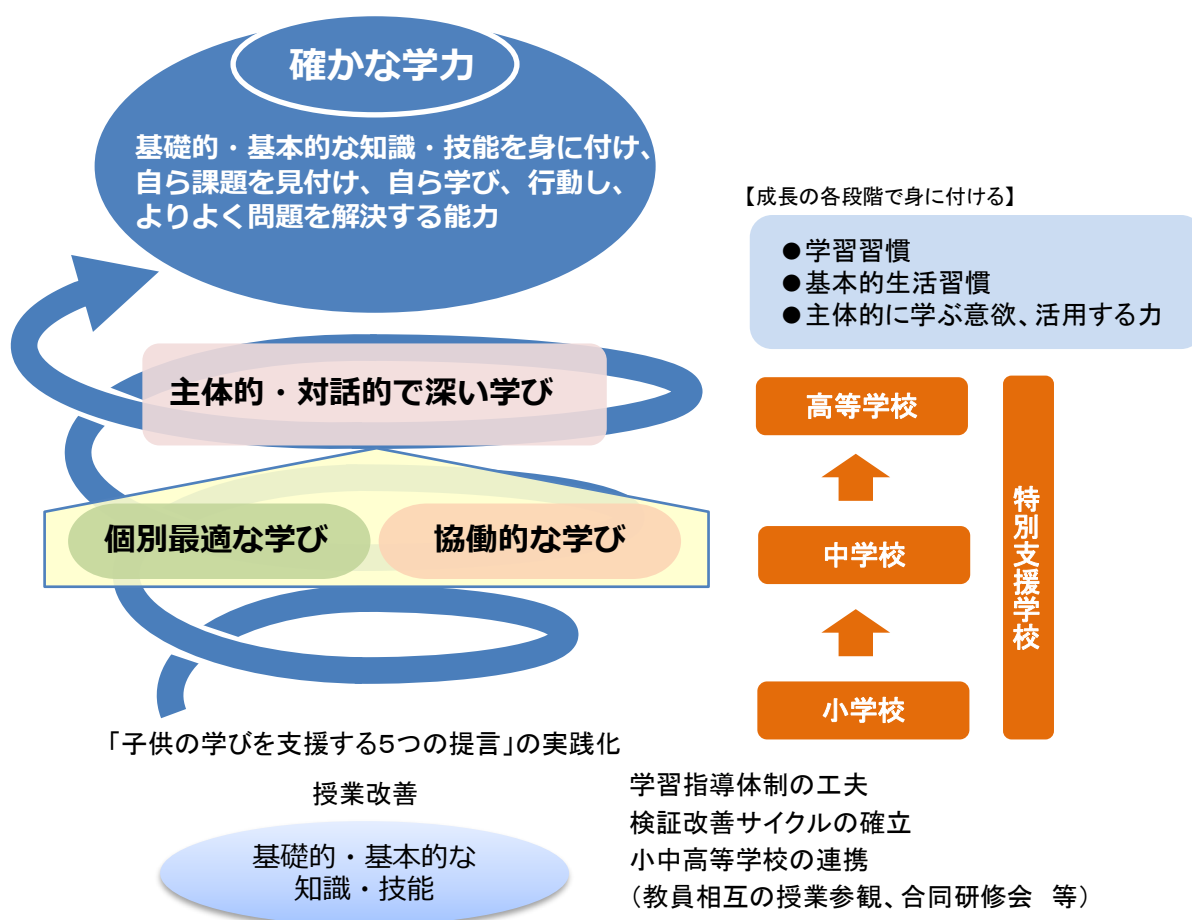 確かな学力
基礎的・基本的な知識・技能を身に付け、
自ら課題を見付け、自ら学び、行動し、
よりよく問題を解決する能力
【成長の各段階で身に付ける】
●学習習慣
●基本的生活習慣
●主体的に学ぶ意欲、活用する力
主体的・対話的で深い学び
個別最適な学び
協働的な学び
高等学校
中学校
小学校
特別支援学校
「子供の学びを支援する5つの提言」の実践化
授業改善
基礎的・基本的な
知識・技能
学習指導体制の工夫
検証改善サイクルの確立
小中高等学校の連携
（教員相互の授業参観、合同研修会　等）